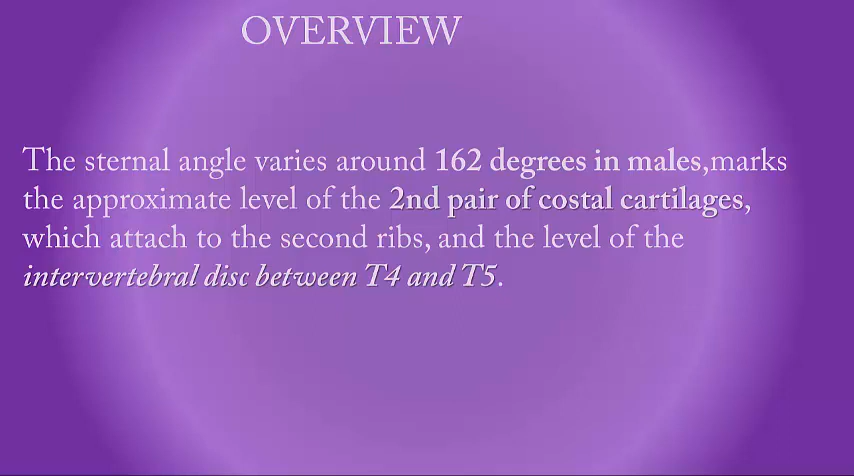 OVERVIEW
The sternal angle varies around 162 degrees in males,marks
the approximate level of the 2nd pair of costal cartilages,
which attach to the second ribs, and the level of the
intervertebral disc between T4 and T5.